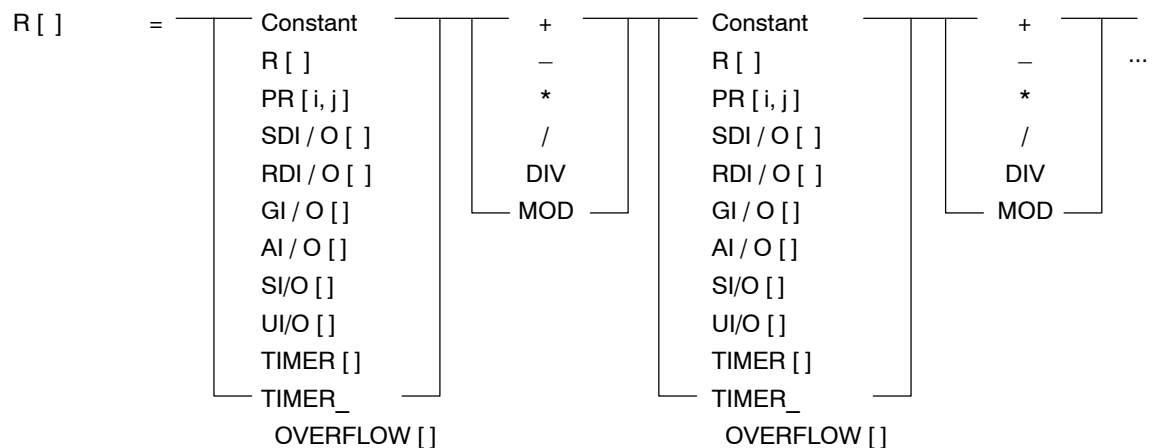 R [ ] = Constant + Constant +
R [ ] – R [ ] – ...
PR [ i, j ] * PR [ i, j ] *
SDI / O [ ] / SDI / O [ ] /
RDI / O [ ] DIV RDI / O [ ] DIV
GI / O [ ] MOD GI / O [ ] MOD
AI / O [ ] AI / O [ ]
SI/O [ ] SI/O [ ]
UI/O [ ] UI/O [ ]
TIMER [ ] TIMER [ ]
TIMER_ TIMER_
OVERFLOW [ ] OVERFLOW [ ]